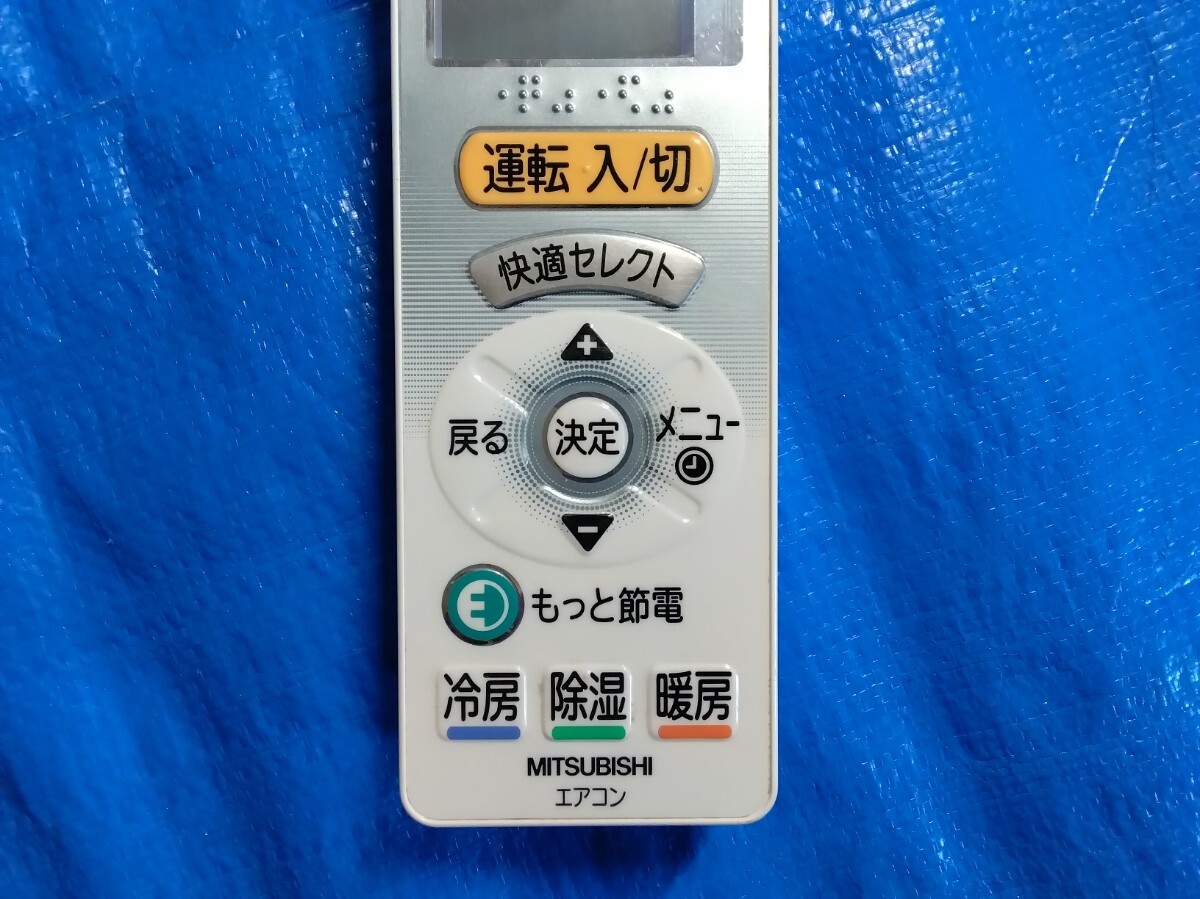 運転 入/切
快適セレクト
+
戻る
決定
メニュー
-
もっと節電
冷房
除湿
暖房
MITSUBISHI
エアコン